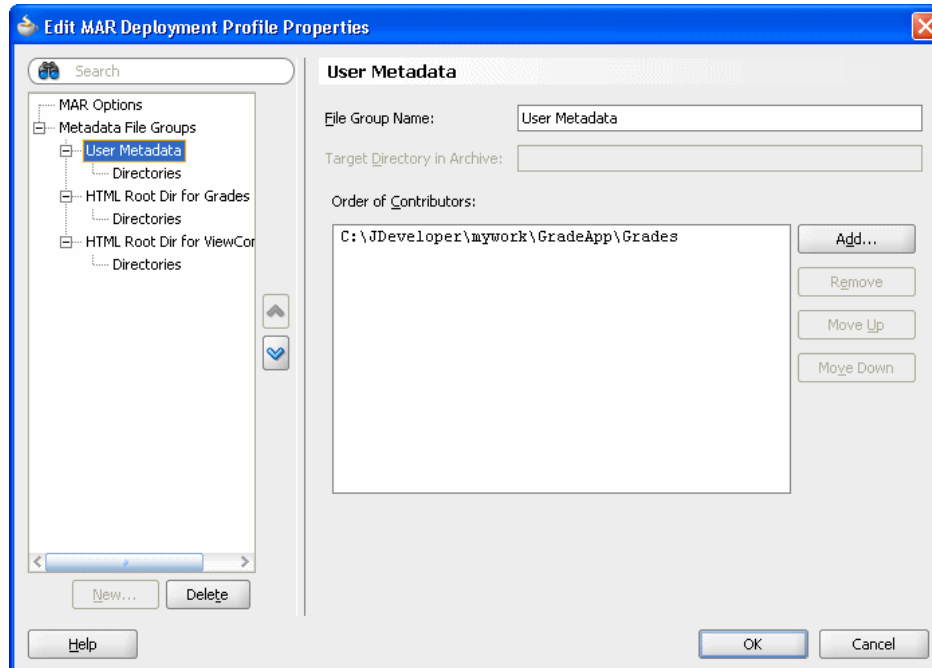 Edit MAR Deployment Profile Properties
Search
MAR Options
Metadata File Groups
User Metadata
Directories
HTML Root Dir for Grades
Directories
HTML Root Dir for ViewCor
Directories
New...
Delete
User Metadata
File Group Name:
User Metadata
Target Directory in Archive:
Order of Contributors:
C:\JDeveloper\mywork\GradeApp\Grades
Add...
Remove
Move Up
Move Down
Help
OK
Cancel